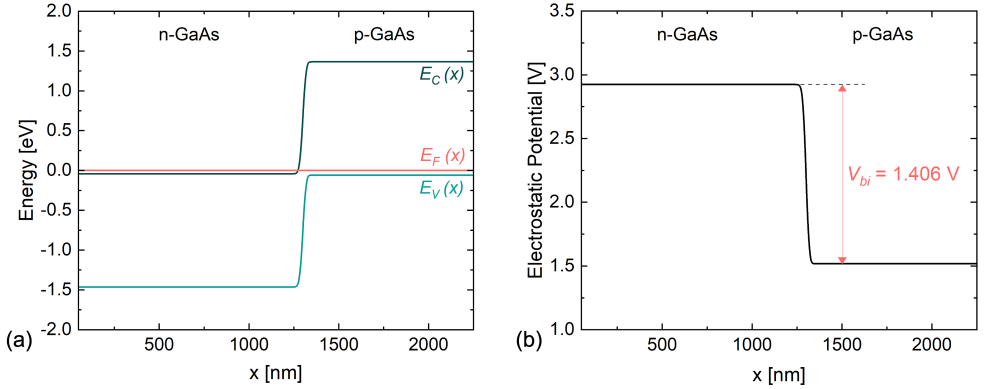 n-GaAs p-GaAs
2.0
1.5
1.0
0.5
0.0
-0.5
-1.0
-1.5
-2.0
Energy [eV]
E_C (x)
E_F (x)
E_V (x)
500 1000 1500 2000
x [nm]
(a)
n-GaAs p-GaAs
3.5
3.0
2.5
2.0
1.5
1.0
Electrostatic Potential [V]
V_bi = 1.406 V
500 1000 1500 2000
x [nm]
(b)